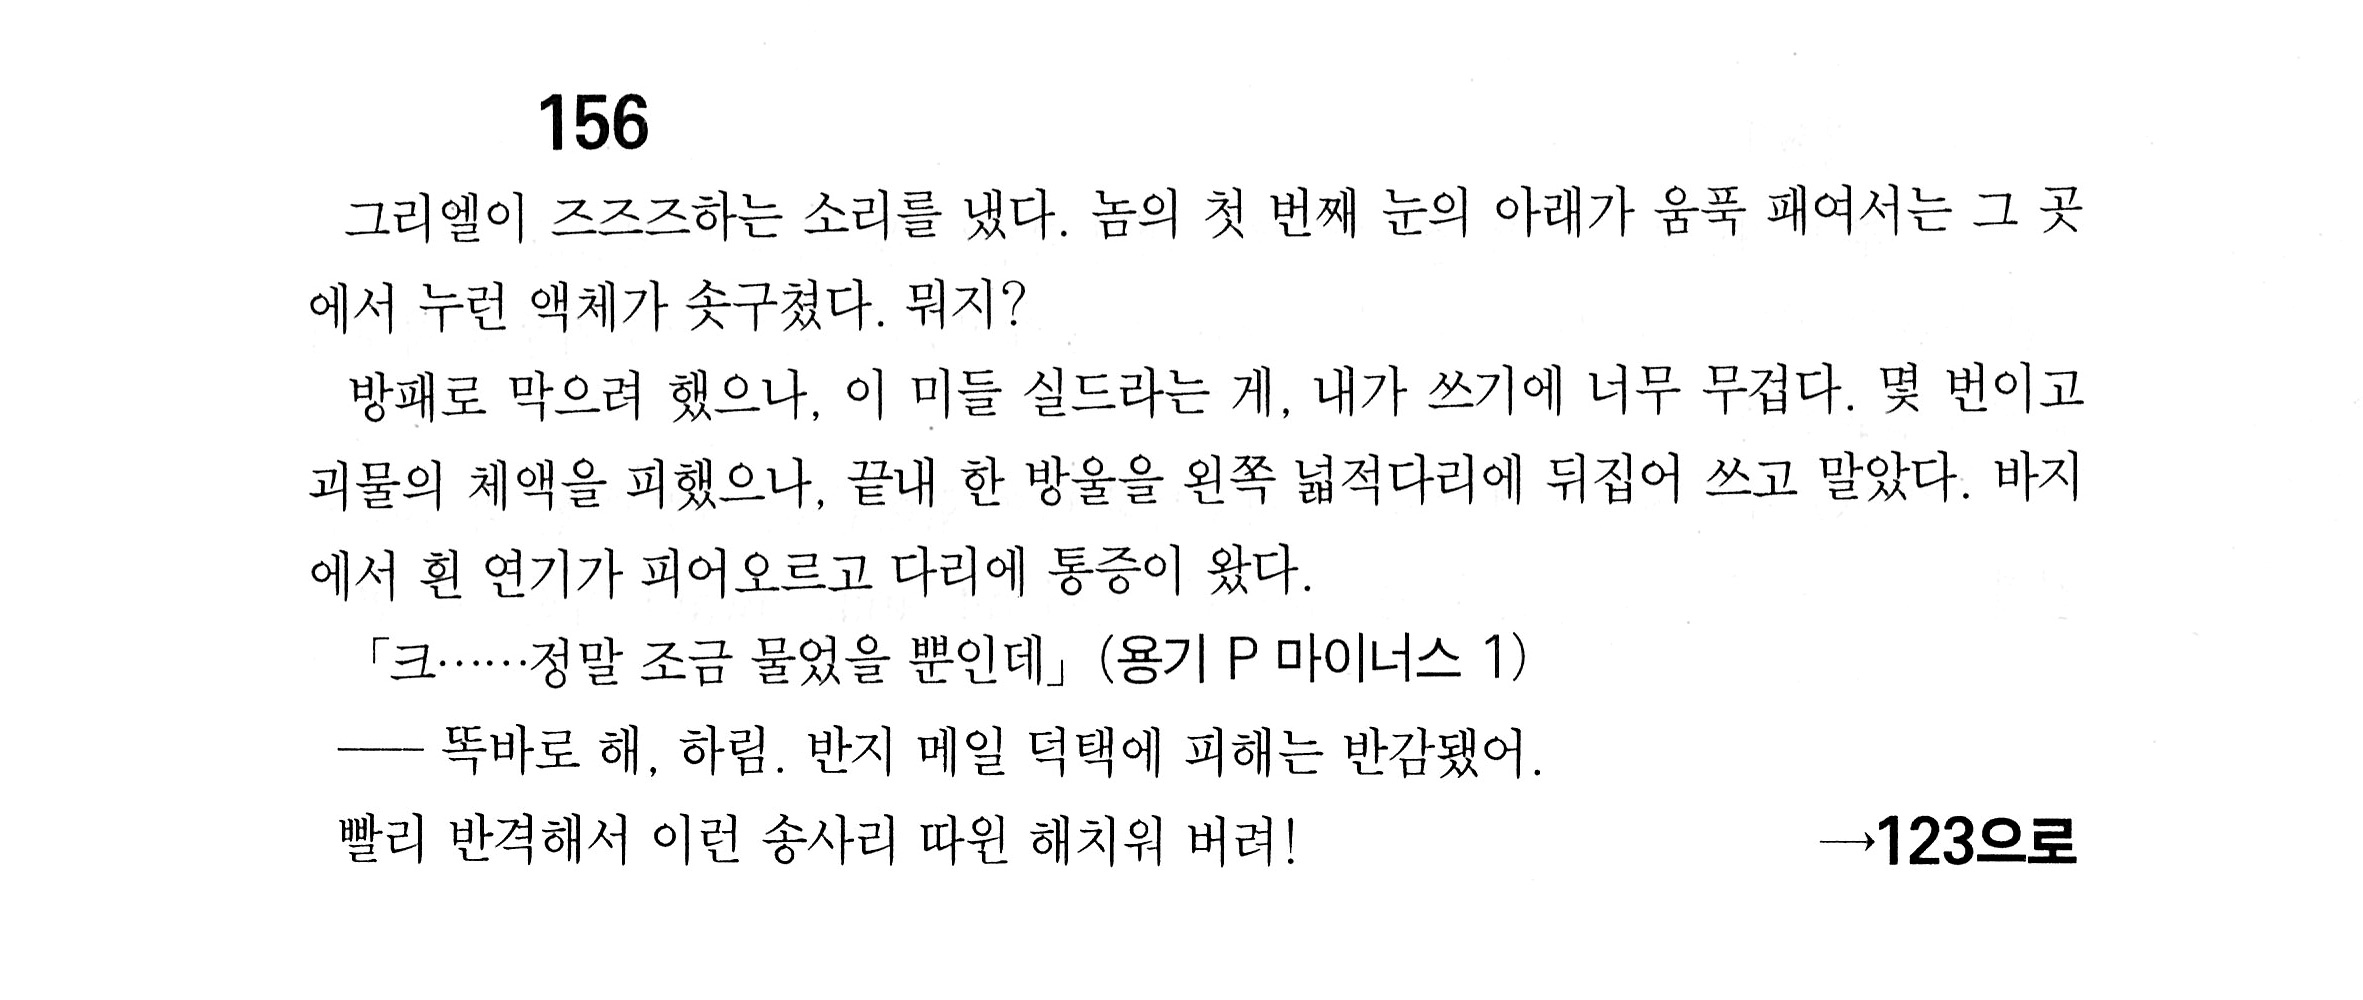 156
그리엘이 즈즈즈하는 소리를 냈다. 놈의 첫 번째 눈의 아래가 움푹 패여서는 그 곳
에서 누런 액체가 솟구쳤다. 뭐지?
방패로 막으려 했으나, 이 미들 실드라는 게, 내가 쓰기에 너무 무겁다. 몇 번이고
괴물의 체액을 피했으나, 끝내 한 방울을 왼쪽 넓적다리에 뒤집어 쓰고 말았다. 바지
에서 흰 연기가 피어오르고 다리에 통증이 왔다.
「크……정말 조금 물었을 뿐인데」(용기 P 마이너스 1)
── 똑바로 해, 하림. 반지 메일 덕택에 피해는 반감됐어.
빨리 반격해서 이런 송사리 따윈 해치워 버려!
→123으로